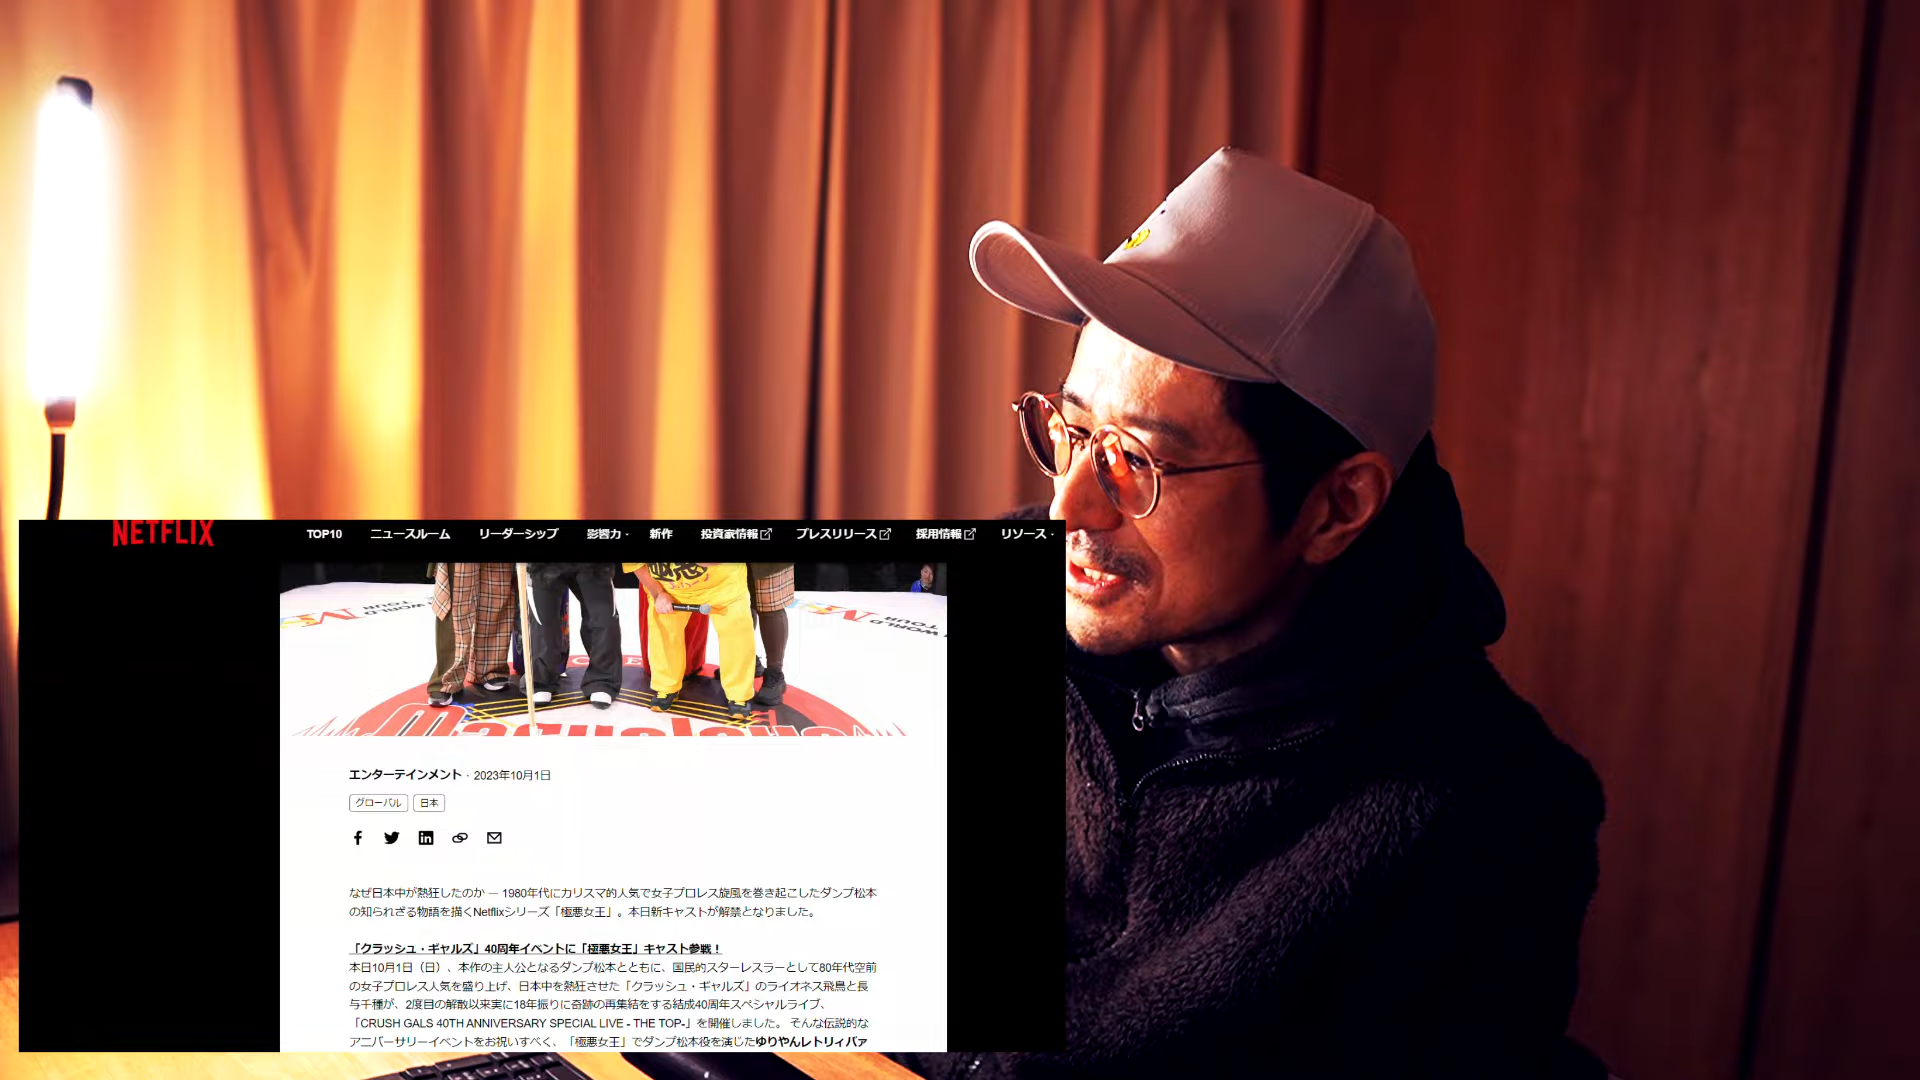 NETFLIX
TOP10 ニュースルーム リーダーシップ 影響力 新作 投資家情報 プレスリリース 採用情報 リソース
WORLD TOUR
WORLD TOUR
極悪
エンターテインメント · 2023年10月1日
グローバル 日本
なぜ日本中が熱狂したのか ― 1980年代にカリスマ的人気で女子プロレス旋風を巻き起こしたダンプ松本
の知られざる物語を描くNetflixシリーズ「極悪女王」。本日新キャストが解禁となりました。
「クラッシュ・ギャルズ」40周年イベントに「極悪女王」キャスト参戦！
本日10月1日（日）、本作の主人公となるダンプ松本とともに、国民的スターレスラーとして80年代空前
の女子プロレス人気を盛り上げ、日本中を熱狂させた「クラッシュ・ギャルズ」のライオネス飛鳥と長
与千種が、2度目の解散以来実に18年振りに奇跡の再集結をする結成40周年スペシャルライブ、
「CRUSH GALS 40TH ANNIVERSARY SPECIAL LIVE - THE TOP-」を開催しました。 そんな伝説的な
アニバーサリーイベントをお祝いすべく、「極悪女王」でダンプ松本役を演じたゆりやんレトリィバァ